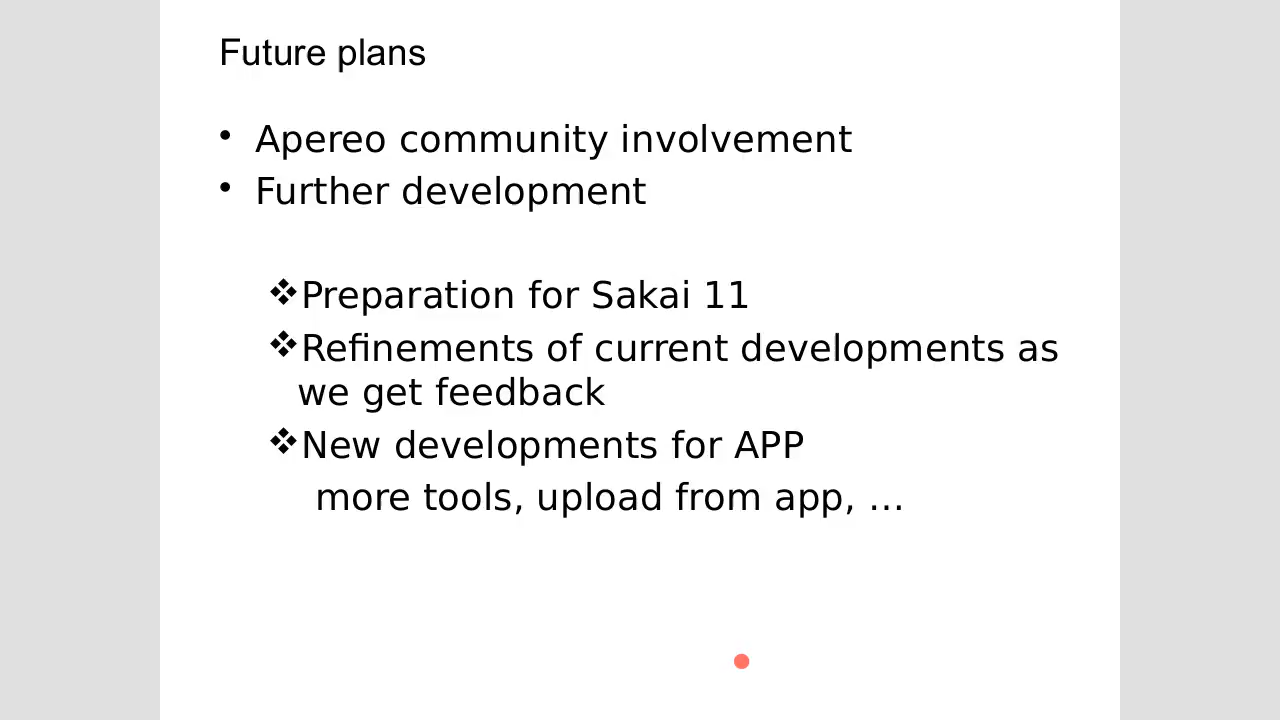 Future plans
• Apereo community involvement
• Further development
❖Preparation for Sakai 11
❖Refinements of current developments as
we get feedback
❖New developments for APP
more tools, upload from app, ...